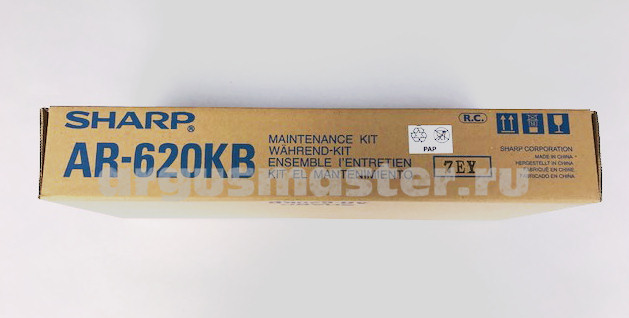 SHARP®
AR-620KB
MAINTENANCE KIT
WÄHREND-KIT
ENSEMBLE I'ENTRETIEN
KIT EL MANTENIMIENTO
PAP
7EY
R.C.
SHARP CORPORATION
MADE IN CHINA
HERGESTELLT IN CHINA
FABRIQUÉ EN CHINE
FABRICADO EN CHINA
argusmaster.ru